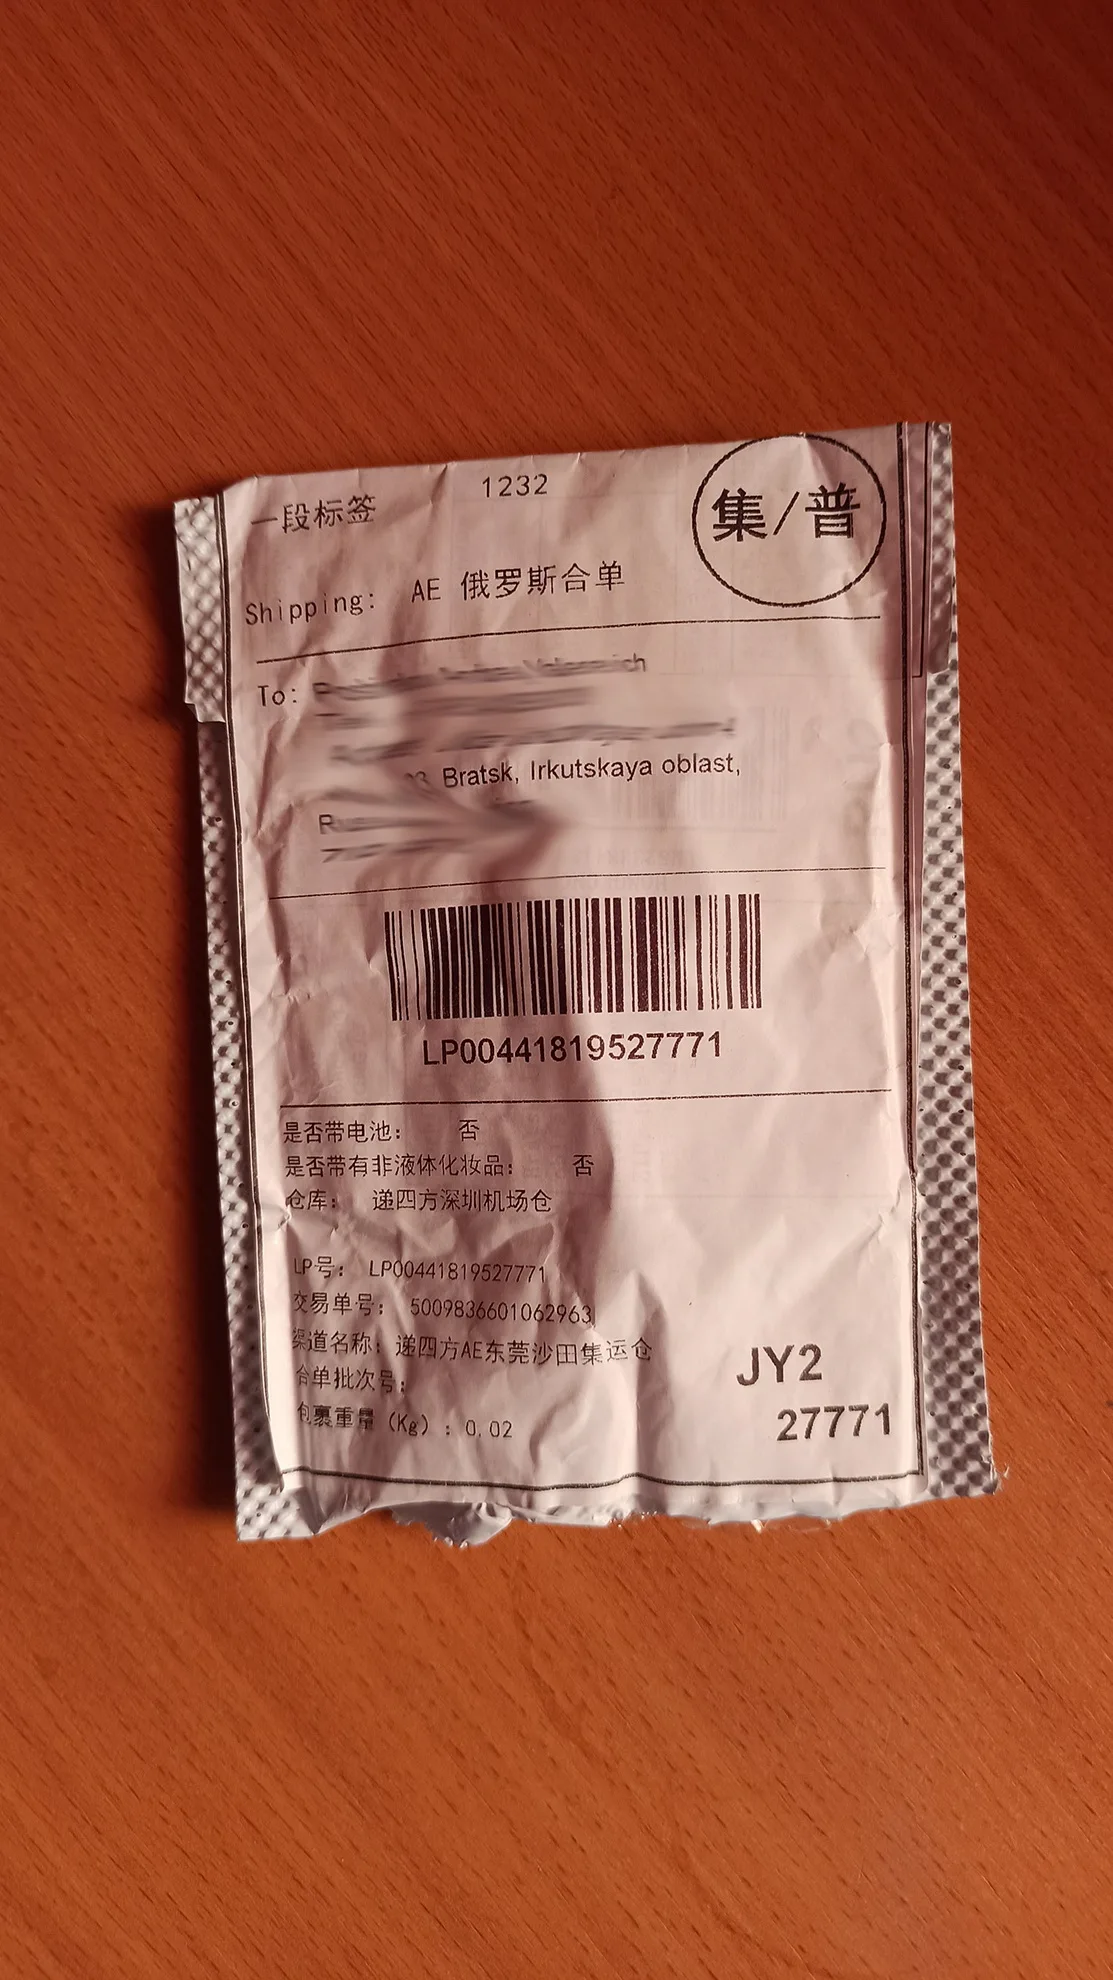 1232
一段标签
集/普
Shipping: AE 俄罗斯合单
To:
Bratsk, Irkutskaya oblast,
LP00441819527771
是否带电池: 否
是否带有非液体化妆品: 否
仓库: 递四方深圳机场仓
LP号: LP00441819527771
交易单号: 5009836601062963
渠道名称: 递四方AE东莞沙田集运仓
合单批次号:
JY2
包裹重量 (Kg) : 0.02
27771